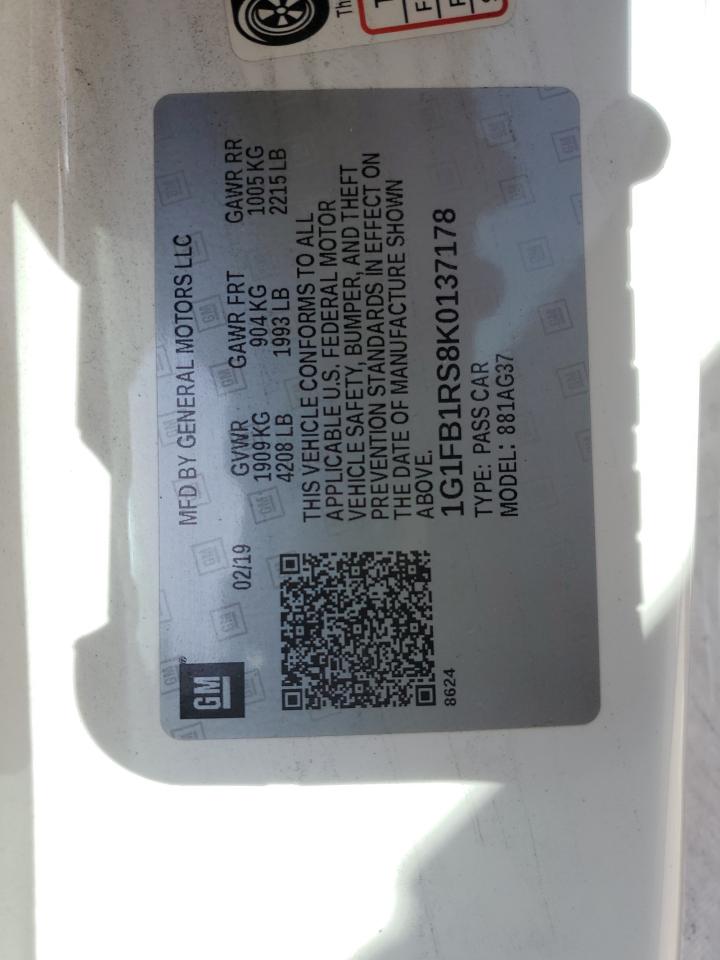 GM
MFD BY GENERAL MOTORS LLC
02/19
GVWR GAWR FRT GAWR RR
1909 KG 904 KG 1005 KG
4208 LB 1993 LB 2215 LB
THIS VEHICLE CONFORMS TO ALL
APPLICABLE U.S. FEDERAL MOTOR
VEHICLE SAFETY, BUMPER, AND THEFT
PREVENTION STANDARDS IN EFFECT ON
THE DATE OF MANUFACTURE SHOWN
ABOVE.
1G1FB1RS8K0137178
TYPE: PASS CAR
MODEL: 881AG37
8624